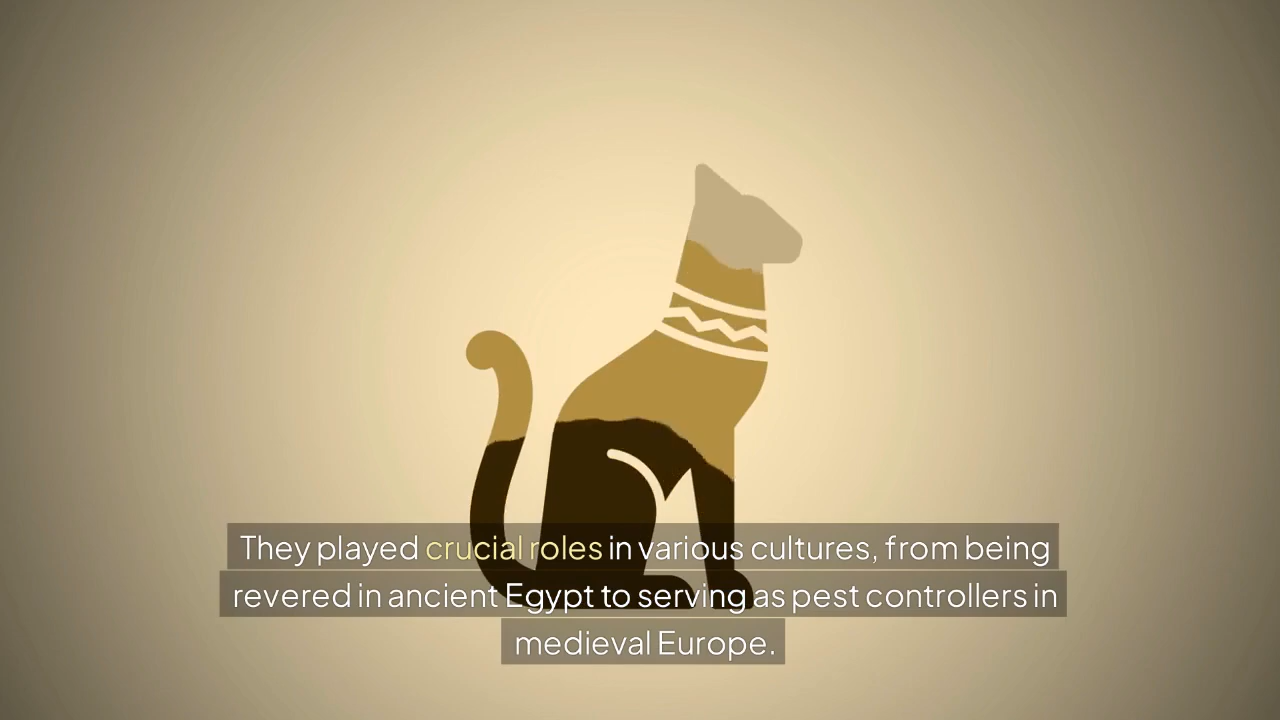 They played crucial roles in various cultures, from being
revered in ancient Egypt to serving as pest controllers in
medieval Europe.